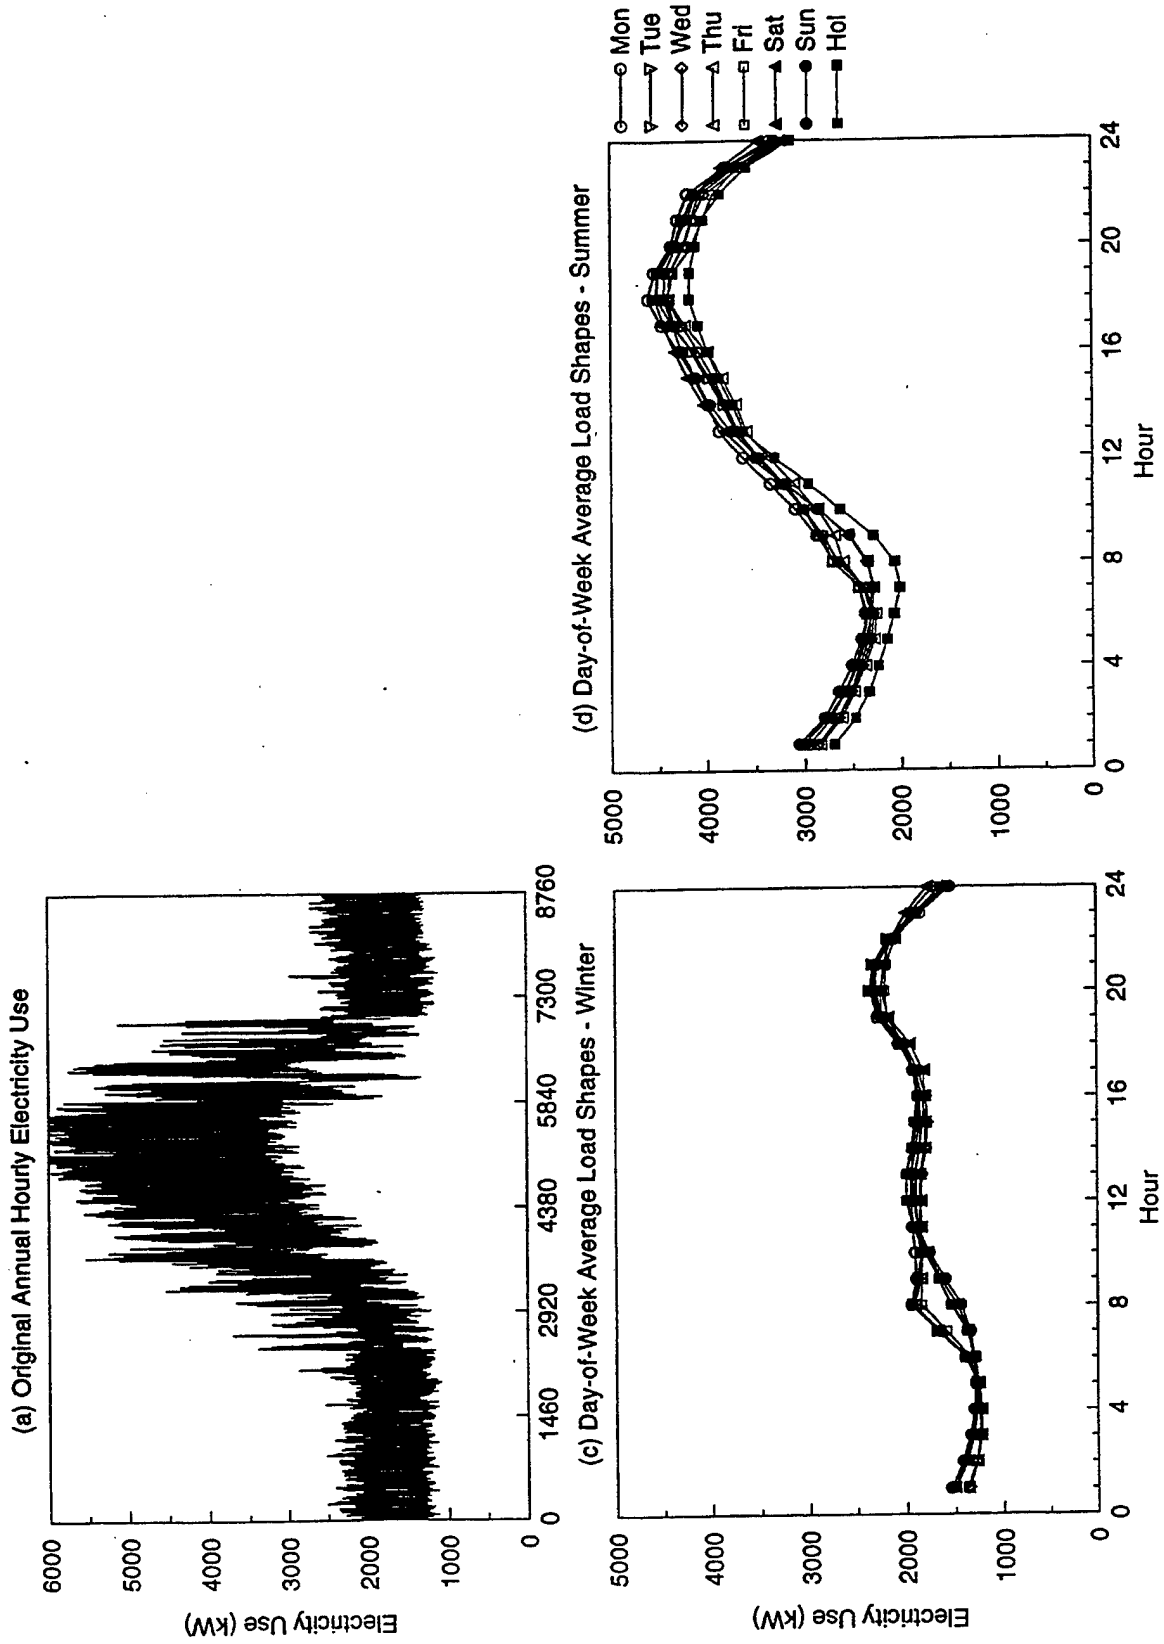 (a) Original Annual Hourly Electricity Use
Electricity Use (kW)
6000
5000
4000
3000
2000
1000
0
1460
2920
4380
5840
7300
8760
(c) Day-of-Week Average Load Shapes - Winter
Electricity Use (kW)
5000
4000
3000
2000
1000
0
0
4
8
12
16
20
24
Hour
(d) Day-of-Week Average Load Shapes - Summer
5000
4000
3000
2000
1000
0
0
4
8
12
16
20
24
Hour
Mon
Tue
Wed
Thu
Fri
Sat
Sun
Hol